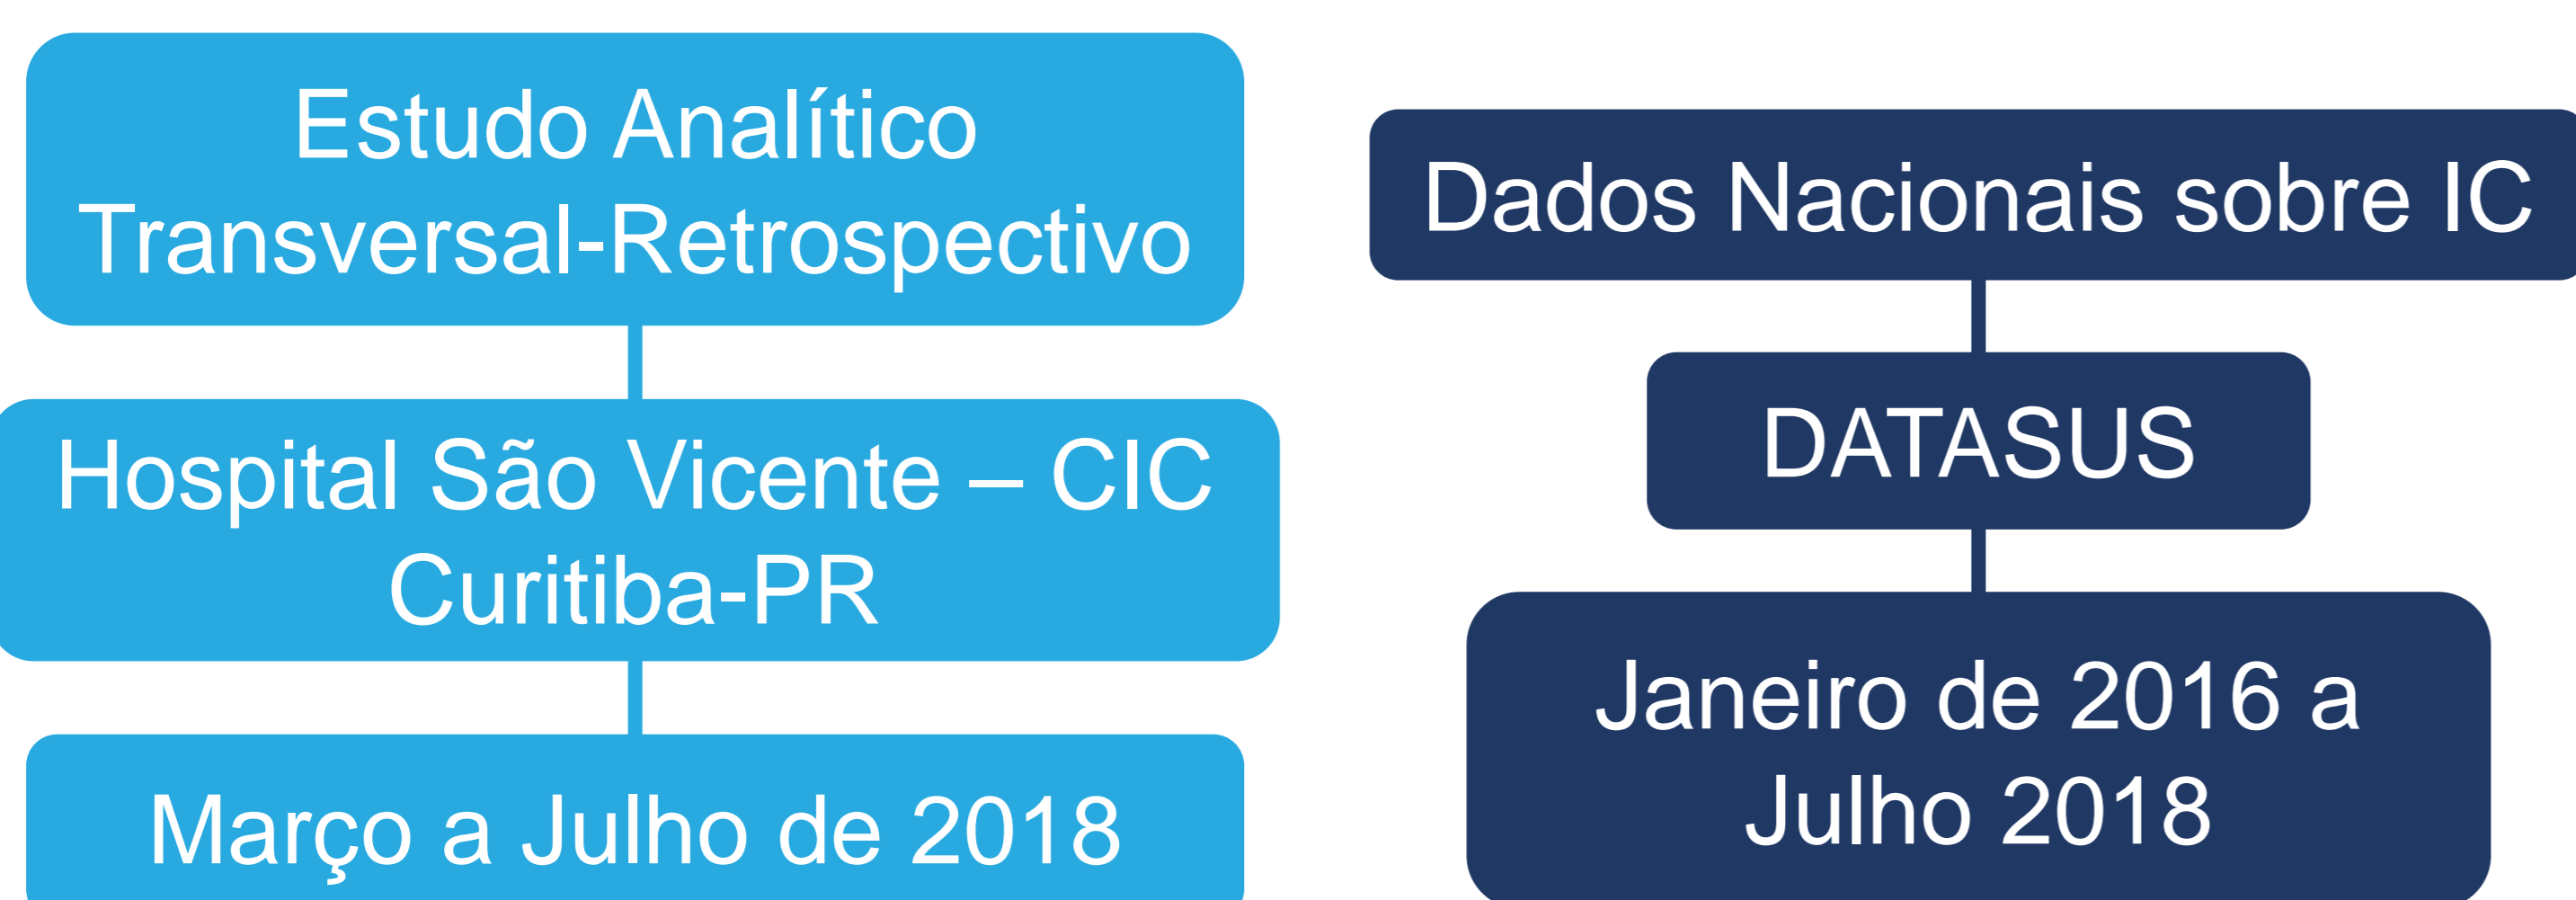 Estudo Analítico
Transversal-Retrospectivo
Hospital São Vicente – CIC
Curitiba-PR
Março a Julho de 2018
Dados Nacionais sobre IC
DATASUS
Janeiro de 2016 a
Julho 2018